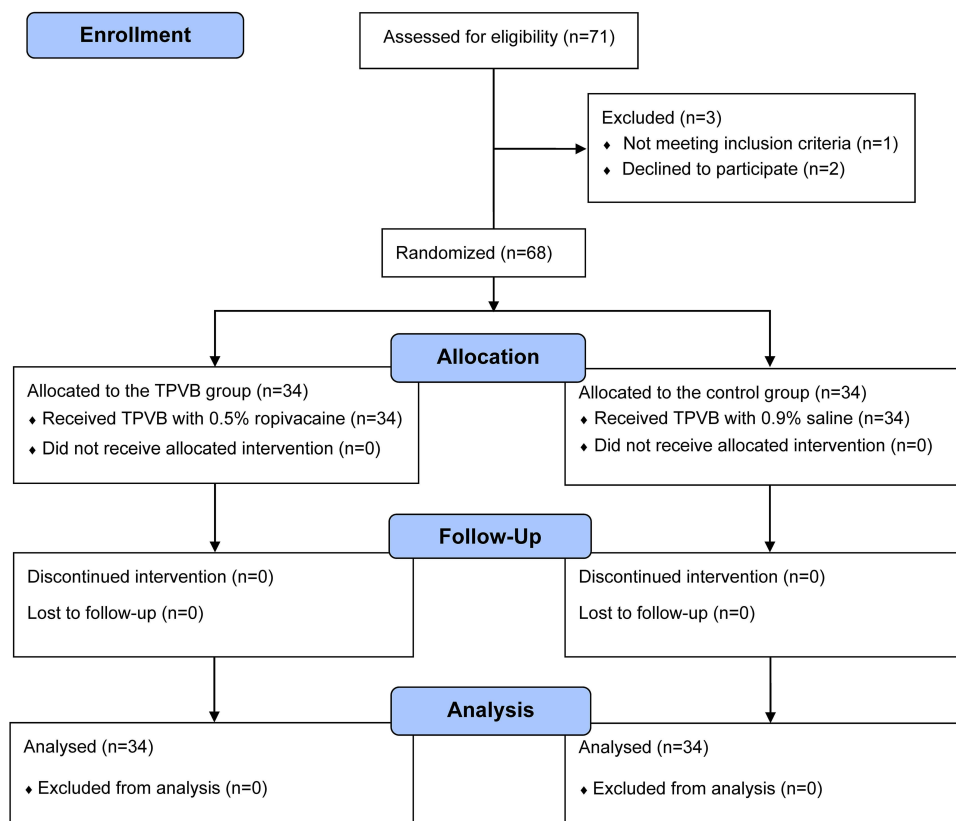 Enrollment
Assessed for eligibility (n=71)
Excluded (n=3)
♦ Not meeting inclusion criteria (n=1)
♦ Declined to participate (n=2)
Randomized (n=68)
Allocation
Allocated to the TPVB group (n=34)
♦ Received TPVB with 0.5% ropivacaine (n=34)
♦ Did not receive allocated intervention (n=0)
Allocated to the control group (n=34)
♦ Received TPVB with 0.9% saline (n=34)
♦ Did not receive allocated intervention (n=0)
Follow-Up
Discontinued intervention (n=0)
Lost to follow-up (n=0)
Discontinued intervention (n=0)
Lost to follow-up (n=0)
Analysis
Analysed (n=34)
♦ Excluded from analysis (n=0)
Analysed (n=34)
♦ Excluded from analysis (n=0)